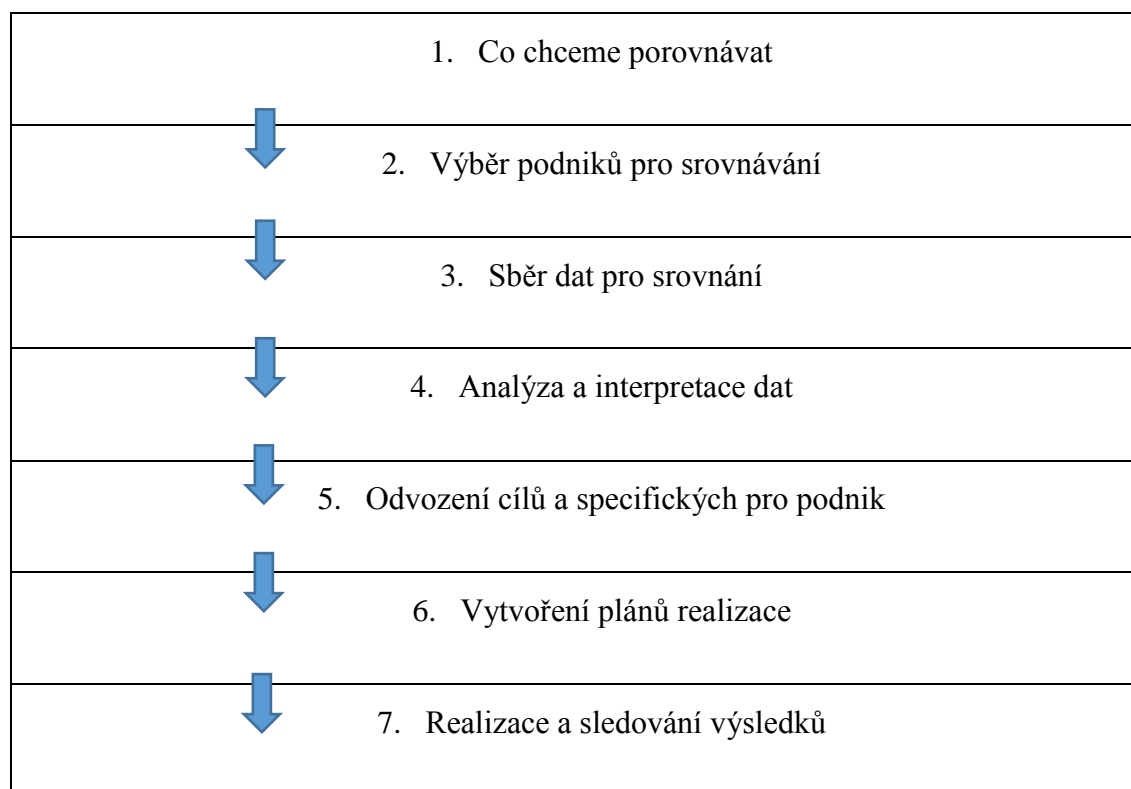 1. Co chceme porovnávat
2. Výběr podniků pro srovnávání
3. Sběr dat pro srovnání
4. Analýza a interpretace dat
5. Odvození cílů a specifických pro podnik
6. Vytvoření plánů realizace
7. Realizace a sledování výsledků